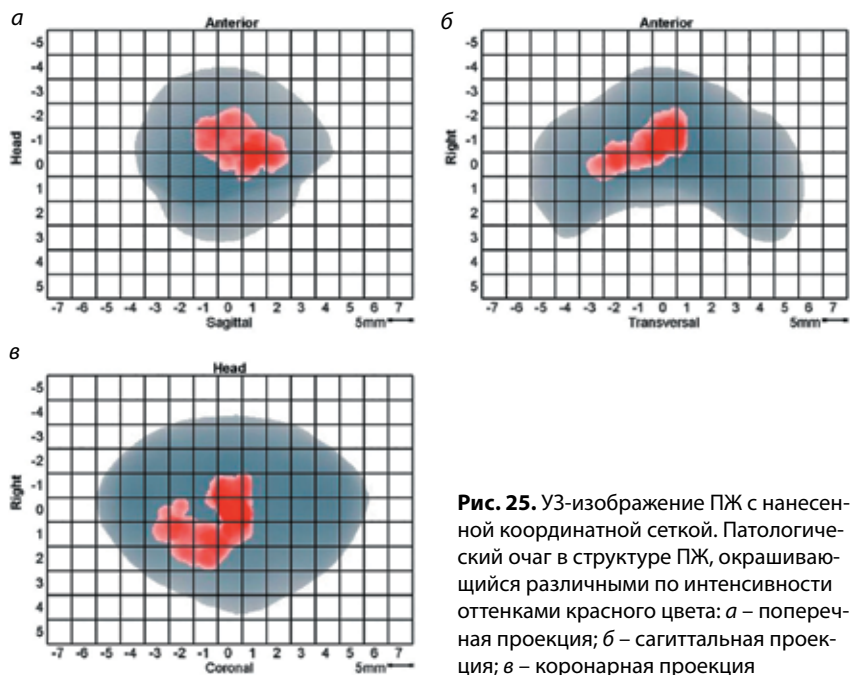 а
Anterior
-5
-4
-3
-2
-1
0
1
2
3
4
5
Head
-7 -6 -5 -4 -3 -2 -1 0 1 2 3 4 5 6 7
Sagittal 5mm
б
Anterior
-5
-4
-3
-2
-1
0
1
2
3
4
5
Right
-7 -6 -5 -4 -3 -2 -1 0 1 2 3 4 5 6 7
Transversal 5mm
в
Head
-5
-4
-3
-2
-1
0
1
2
3
4
5
Right
-7 -6 -5 -4 -3 -2 -1 0 1 2 3 4 5 6 7
Coronal 5mm
Рис. 25. УЗ-изображение ПЖ с нанесен-
ной координатной сеткой. Патологиче-
ский очаг в структуре ПЖ, окрашиваю-
щийся различными по интенсивности
оттенками красного цвета: а – попереч-
ная проекция; б – сагиттальная проек-
ция; в – коронарная проекция